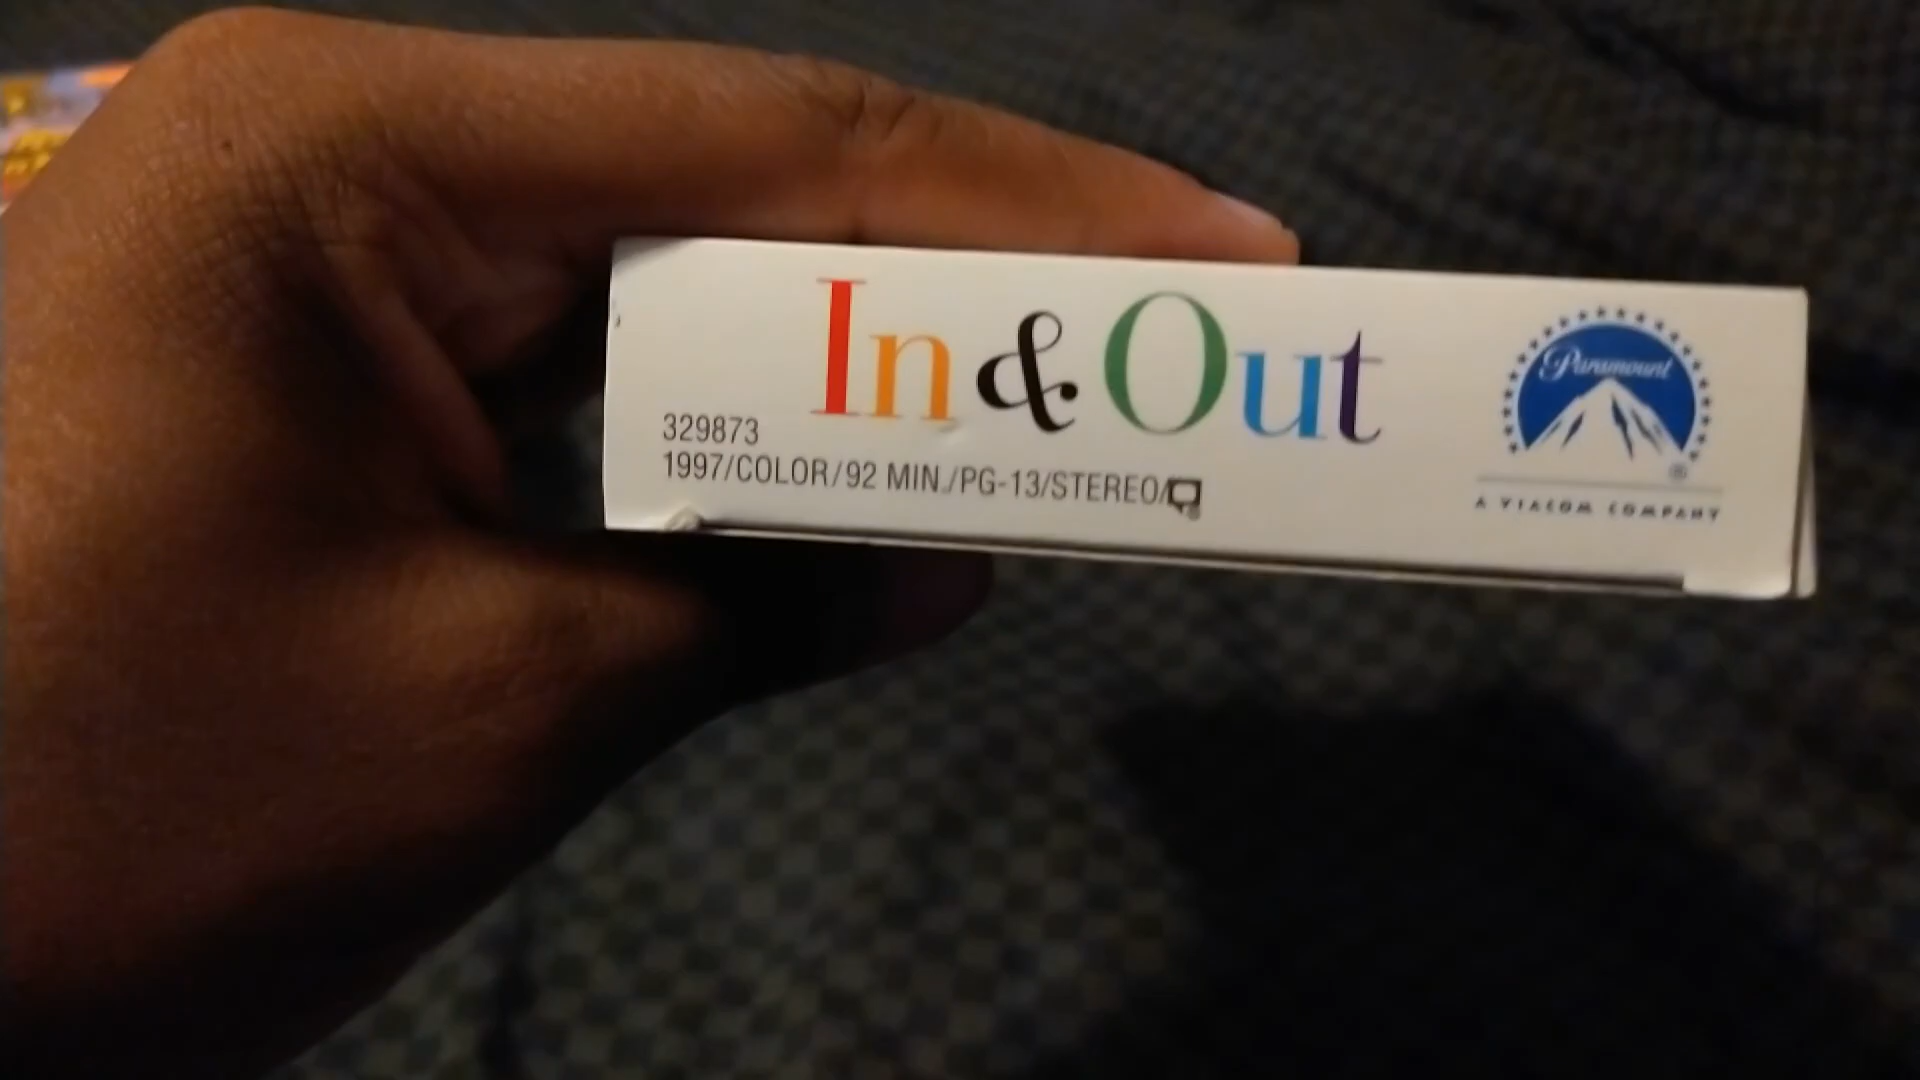 In & Out
329873
1997/COLOR/92 MIN./PG-13/STEREO/
Paramount
®
A VIACOM COMPANY